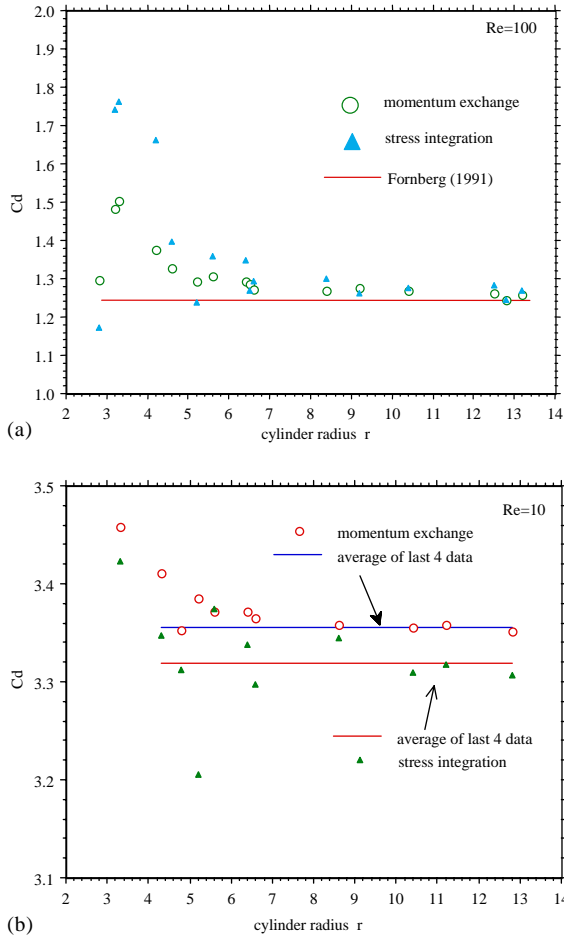 2.0
1.9
1.8
1.7
1.6
1.5
1.4
1.3
1.2
1.1
1.0
Cd
Re=100
momentum exchange
stress integration
Fornberg (1991)
2 3 4 5 6 7 8 9 10 11 12 13 14
(a)
cylinder radius r
3.5
3.4
3.3
3.2
3.1
Cd
Re=10
momentum exchange
average of last 4 data
average of last 4 data
stress integration
2 3 4 5 6 7 8 9 10 11 12 13 14
(b)
cylinder radius r